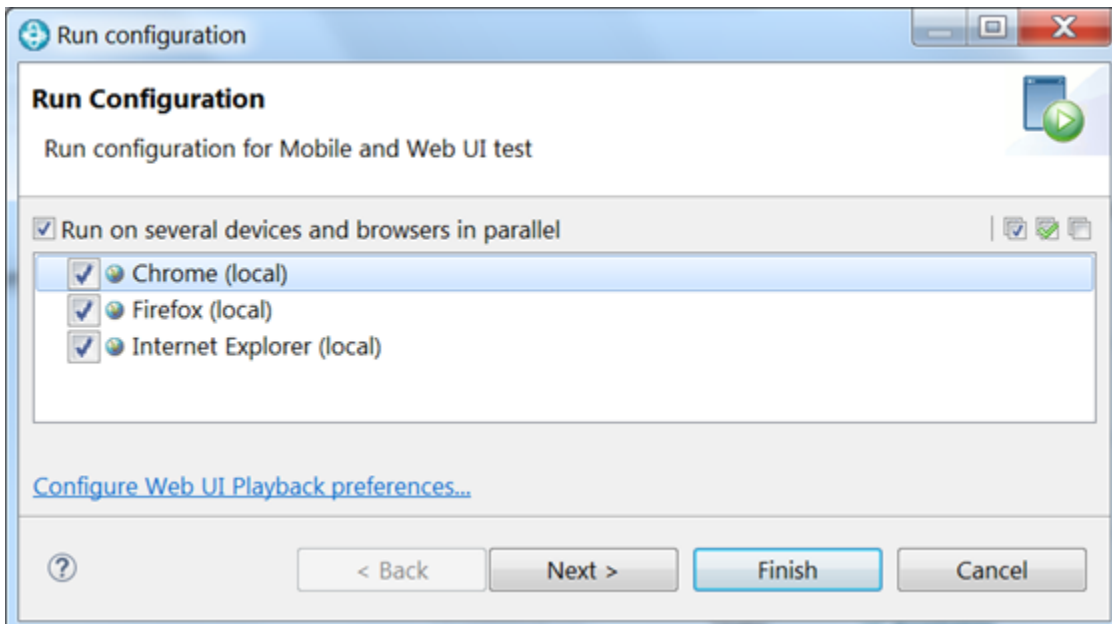 Run configuration
Run Configuration
Run configuration for Mobile and Web UI test
Run on several devices and browsers in parallel
Chrome (local)
Firefox (local)
Internet Explorer (local)
Configure Web UI Playback preferences...
? < Back Next > Finish Cancel